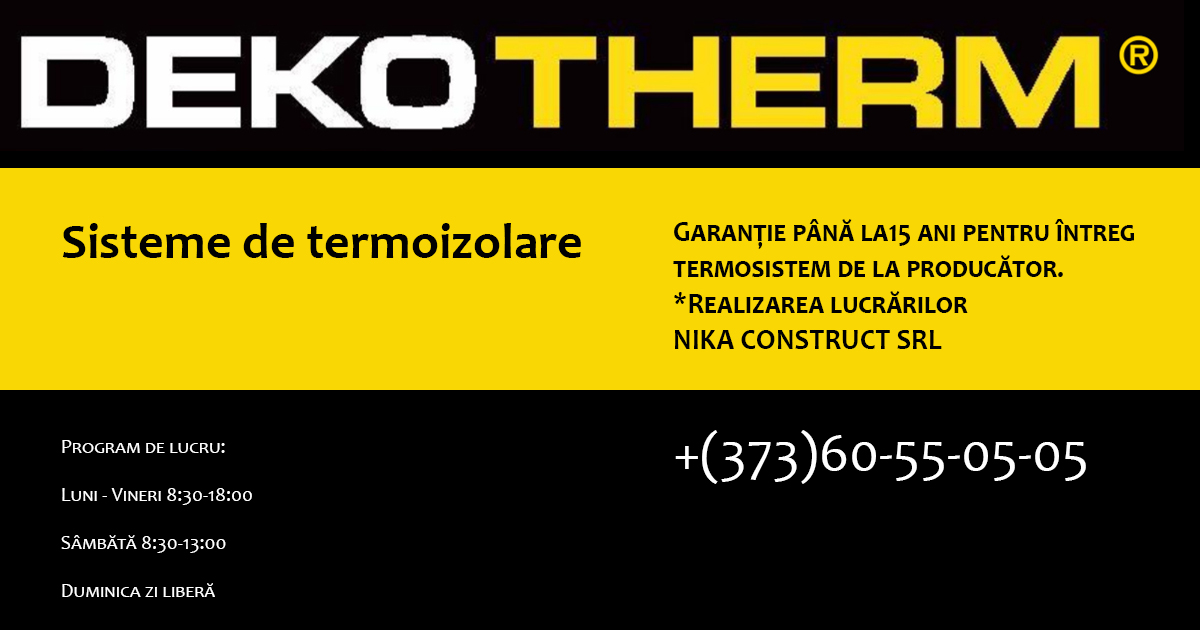 DEKOTHERM®
Sisteme de termoizolare
Garanție până la15 ani pentru întreg
termosistem de la producător.
*Realizarea lucrărilor
NIKA CONSTRUCT SRL
Program de lucru:
Luni - Vineri 8:30-18:00
Sâmbătă 8:30-13:00
Duminica zi liberă
+(373)60-55-05-05